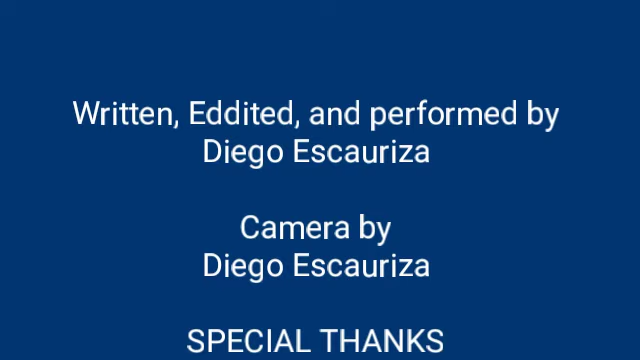 Written, Eddited, and performed by
Diego Escauriza
Camera by
Diego Escauriza
SPECIAL THANKS